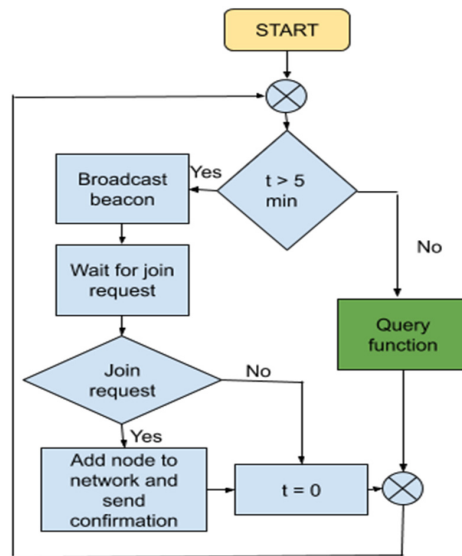 START
t > 5
min
Yes
Broadcast
beacon
No
Wait for join
request
Query
function
Join
request
No
Yes
Add node to
network and
send
confirmation
t = 0